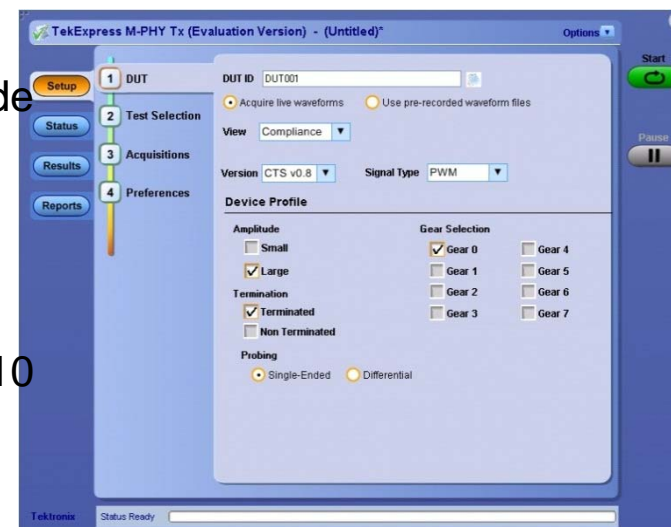 TekExpress M-PHY Tx (Evaluation Version) - (Untitled)*
Options
de
Setup
Status
Results
Reports
1 DUT
2 Test Selection
3 Acquisitions
4 Preferences
DUT ID DUT001
Acquire live waveforms Use pre-recorded waveform files
View Compliance
Version CTS v0.8 Signal Type PWM
Device Profile
Amplitude
Small
Large
Termination
Terminated
Non Terminated
Gear Selection
Gear 0 Gear 4
Gear 1 Gear 5
Gear 2 Gear 6
Gear 3 Gear 7
Probing
Single-Ended Differential
Start
Pause
10
Tektronix Status Ready